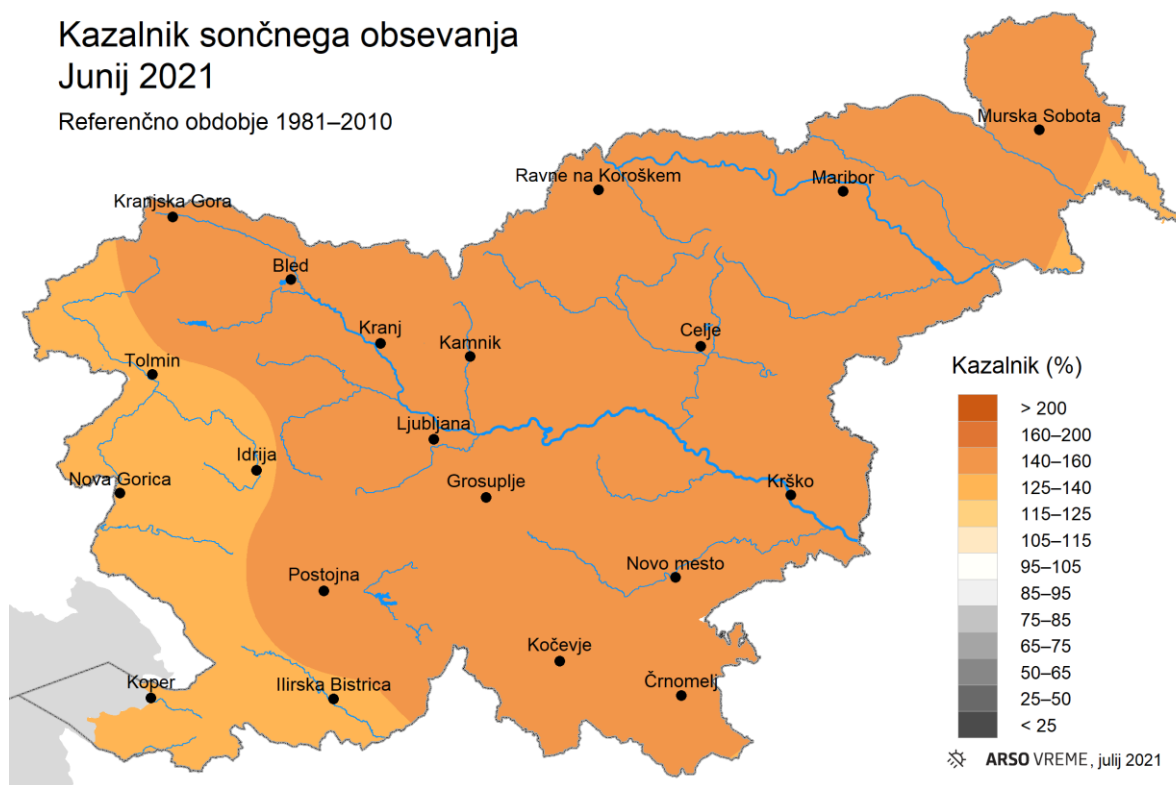 Kazalnik sončnega obsevanja
Junij 2021
Referenčno obdobje 1981–2010
Murska Sobota
Ravne na Koroškem
Maribor
Kranjska Gora
Bled
Kranj
Kamnik
Celje
Tolmin
Ljubljana
Idrija
Nova Gorica
Grosuplje
Krško
Postojna
Novo mesto
Kočevje
Koper
Ilirska Bistrica
Črnomelj
Kazalnik (%)
> 200
160–200
140–160
125–140
115–125
105–115
95–105
85–95
75–85
65–75
50–65
25–50
< 25
ARSO VREME, julij 2021